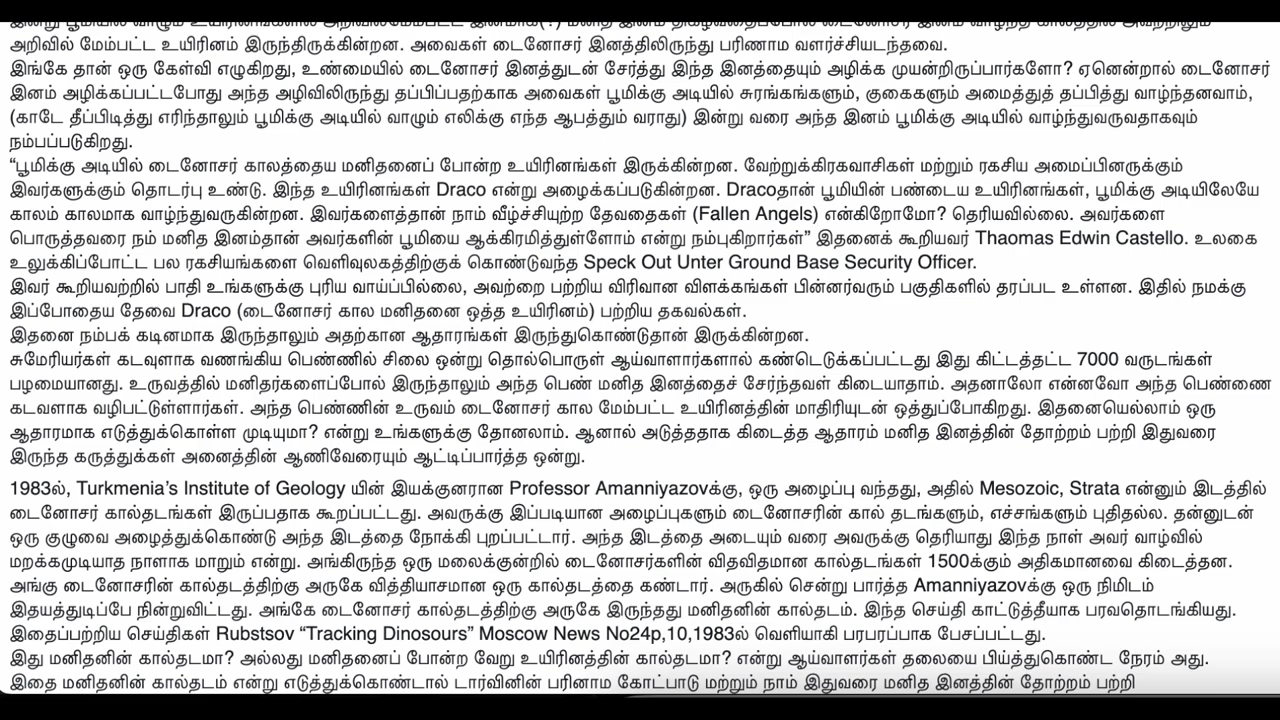 இன்று பூமியில் வாழும் உயிரினங்களில் அறிவில்மேம்பட்ட இனமாக(?) மனித இனம் திகழ்வதைப்போல் டைனோசர் இனம் வாழ்ந்த காலத்தில் அவற்றிலும்
அறிவில் மேம்பட்ட உயிரினம் இருந்திருக்கின்றன. அவைகள் டைனோசர் இனத்திலிருந்து பரிணாம வளர்ச்சியடந்தவை.
இங்கே தான் ஒரு கேள்வி எழுகிறது, உண்மையில் டைனோசர் இனத்துடன் சேர்த்து இந்த இனத்தையும் அழிக்க முயன்றிருப்பார்களோ? ஏனென்றால் டைனோசர்
இனம் அழிக்கப்பட்டபோது அந்த அழிவிலிருந்து தப்பிப்பதற்காக அவைகள் பூமிக்கு அடியில் சுரங்கங்களும், குகைகளும் அமைத்துத் தப்பித்து வாழ்ந்தனவாம்,
(காடே தீப்பிடித்து எரிந்தாலும் பூமிக்கு அடியில் வாழும் எலிக்கு எந்த ஆபத்தும் வராது) இன்று வரை அந்த இனம் பூமிக்கு அடியில் வாழ்ந்துவருவதாகவும்
நம்பப்படுகிறது.
“பூமிக்கு அடியில் டைனோசர் காலத்தைய மனிதனைப் போன்ற உயிரினங்கள் இருக்கின்றன. வேற்றுக்கிரகவாசிகள் மற்றும் ரகசிய அமைப்பினருக்கும்
இவர்களுக்கும் தொடர்பு உண்டு. இந்த உயிரினங்கள் Draco என்று அழைக்கப்படுகின்றன. Dracoதான் பூமியின் பண்டைய உயிரினங்கள், பூமிக்கு அடியிலேயே
காலம் காலமாக வாழ்ந்துவருகின்றன. இவர்களைத்தான் நாம் வீழ்ச்சியுற்ற தேவதைகள் (Fallen Angels) என்கிறோமோ? தெரியவில்லை. அவர்களை
பொருத்தவரை நம் மனித இனம்தான் அவர்களின் பூமியை ஆக்கிரமித்துள்ளோம் என்று நம்புகிறார்கள்” இதனைக் கூறியவர் Thaomas Edwin Castello. உலகை
உலுக்கிப்போட்ட பல ரகசியங்களை வெளிவுலகத்திற்குக் கொண்டுவந்த Speck Out Unter Ground Base Security Officer.
இவர் கூறியவற்றில் பாதி உங்களுக்கு புரிய வாய்ப்பில்லை, அவற்றை பற்றிய விரிவான விளக்கங்கள் பின்னர்வரும் பகுதிகளில் தரப்பட உள்ளன. இதில் நமக்கு
இப்போதைய தேவை Draco (டைனோசர் கால மனிதனை ஒத்த உயிரினம்) பற்றிய தகவல்கள்.
இதனை நம்பக் கடினமாக இருந்தாலும் அதற்கான ஆதாரங்கள் இருந்துகொண்டுதான் இருக்கின்றன.
சுமேரியர்கள் கடவுளாக வணங்கிய பெண்ணில் சிலை ஒன்று தொல்பொருள் ஆய்வாளார்களால் கண்டெடுக்கப்பட்டது இது கிட்டத்தட்ட 7000 வருடங்கள்
பழமையானது. உருவத்தில் மனிதர்களைப்போல் இருந்தாலும் அந்த பெண் மனித இனத்தைச் சேர்ந்தவள் கிடையாதாம். அதனாலோ என்னவோ அந்த பெண்ணை
கடவளாக வழிபட்டுள்ளார்கள். அந்த பெண்ணின் உருவம் டைனோசர் கால மேம்பட்ட உயிரினத்தின் மாதிரியுடன் ஒத்துப்போகிறது. இதனையெல்லாம் ஒரு
ஆதாரமாக எடுத்துக்கொள்ள முடியுமா? என்று உங்களுக்கு தோனலாம். ஆனால் அடுத்ததாக கிடைத்த ஆதாரம் மனித இனத்தின் தோற்றம் பற்றி இதுவரை
இருந்த கருத்துக்கள் அனைத்தின் ஆணிவேரையும் ஆட்டிப்பார்த்த ஒன்று.
1983ல், Turkmenia’s Institute of Geology யின் இயக்குனரான Professor Amanniyazovக்கு, ஒரு அழைப்பு வந்தது, அதில் Mesozoic, Strata என்னும் இடத்தில்
டைனோசர் கால்தடங்கள் இருப்பதாக கூறப்பட்டது. அவருக்கு இப்படியான அழைப்புகளும் டைனோசரின் கால் தடங்களும், எச்சங்களும் புதிதல்ல. தன்னுடன்
ஒரு குழுவை அழைத்துக்கொண்டு அந்த இடத்தை நோக்கி புறப்பட்டார். அந்த இடத்தை அடையும் வரை அவருக்கு தெரியாது இந்த நாள் அவர் வாழ்வில்
மறக்கமுடியாத நாளாக மாறும் என்று. அங்கிருந்த ஒரு மலைக்குன்றில் டைனோசர்களின் விதவிதமான கால்தடங்கள் 1500க்கும் அதிகமானவை கிடைத்தன.
அங்கு டைனோசரின் கால்தடத்திற்கு அருகே வித்தியாசமான ஒரு கால்தடத்தை கண்டார். அருகில் சென்று பார்த்த Amanniyazovக்கு ஒரு நிமிடம்
இதயத்துடிப்பே நின்றுவிட்டது. அங்கே டைனோசர் கால்தடத்திற்கு அருகே இருந்தது மனிதனின் கால்தடம். இந்த செய்தி காட்டுத்தீயாக பரவதொடங்கியது.
இதைப்பற்றிய செய்திகள் Rubstsov “Tracking Dinosours” Moscow News No24p,10,1983ல் வெளியாகி பரபரப்பாக பேசப்பட்டது.
இது மனிதனின் கால்தடமா? அல்லது மனிதனைப் போன்ற வேறு உயிரினத்தின் கால்தடமா? என்று ஆய்வாளர்கள் தலையை பிய்த்துகொண்ட நேரம் அது.
இதை மனிதனின் கால்தடம் என்று எடுத்துக்கொண்டால் டார்வினின் பரினாம கோட்பாடு மற்றும் நாம் இதுவரை மனித இனத்தின் தோற்றம் பற்றி